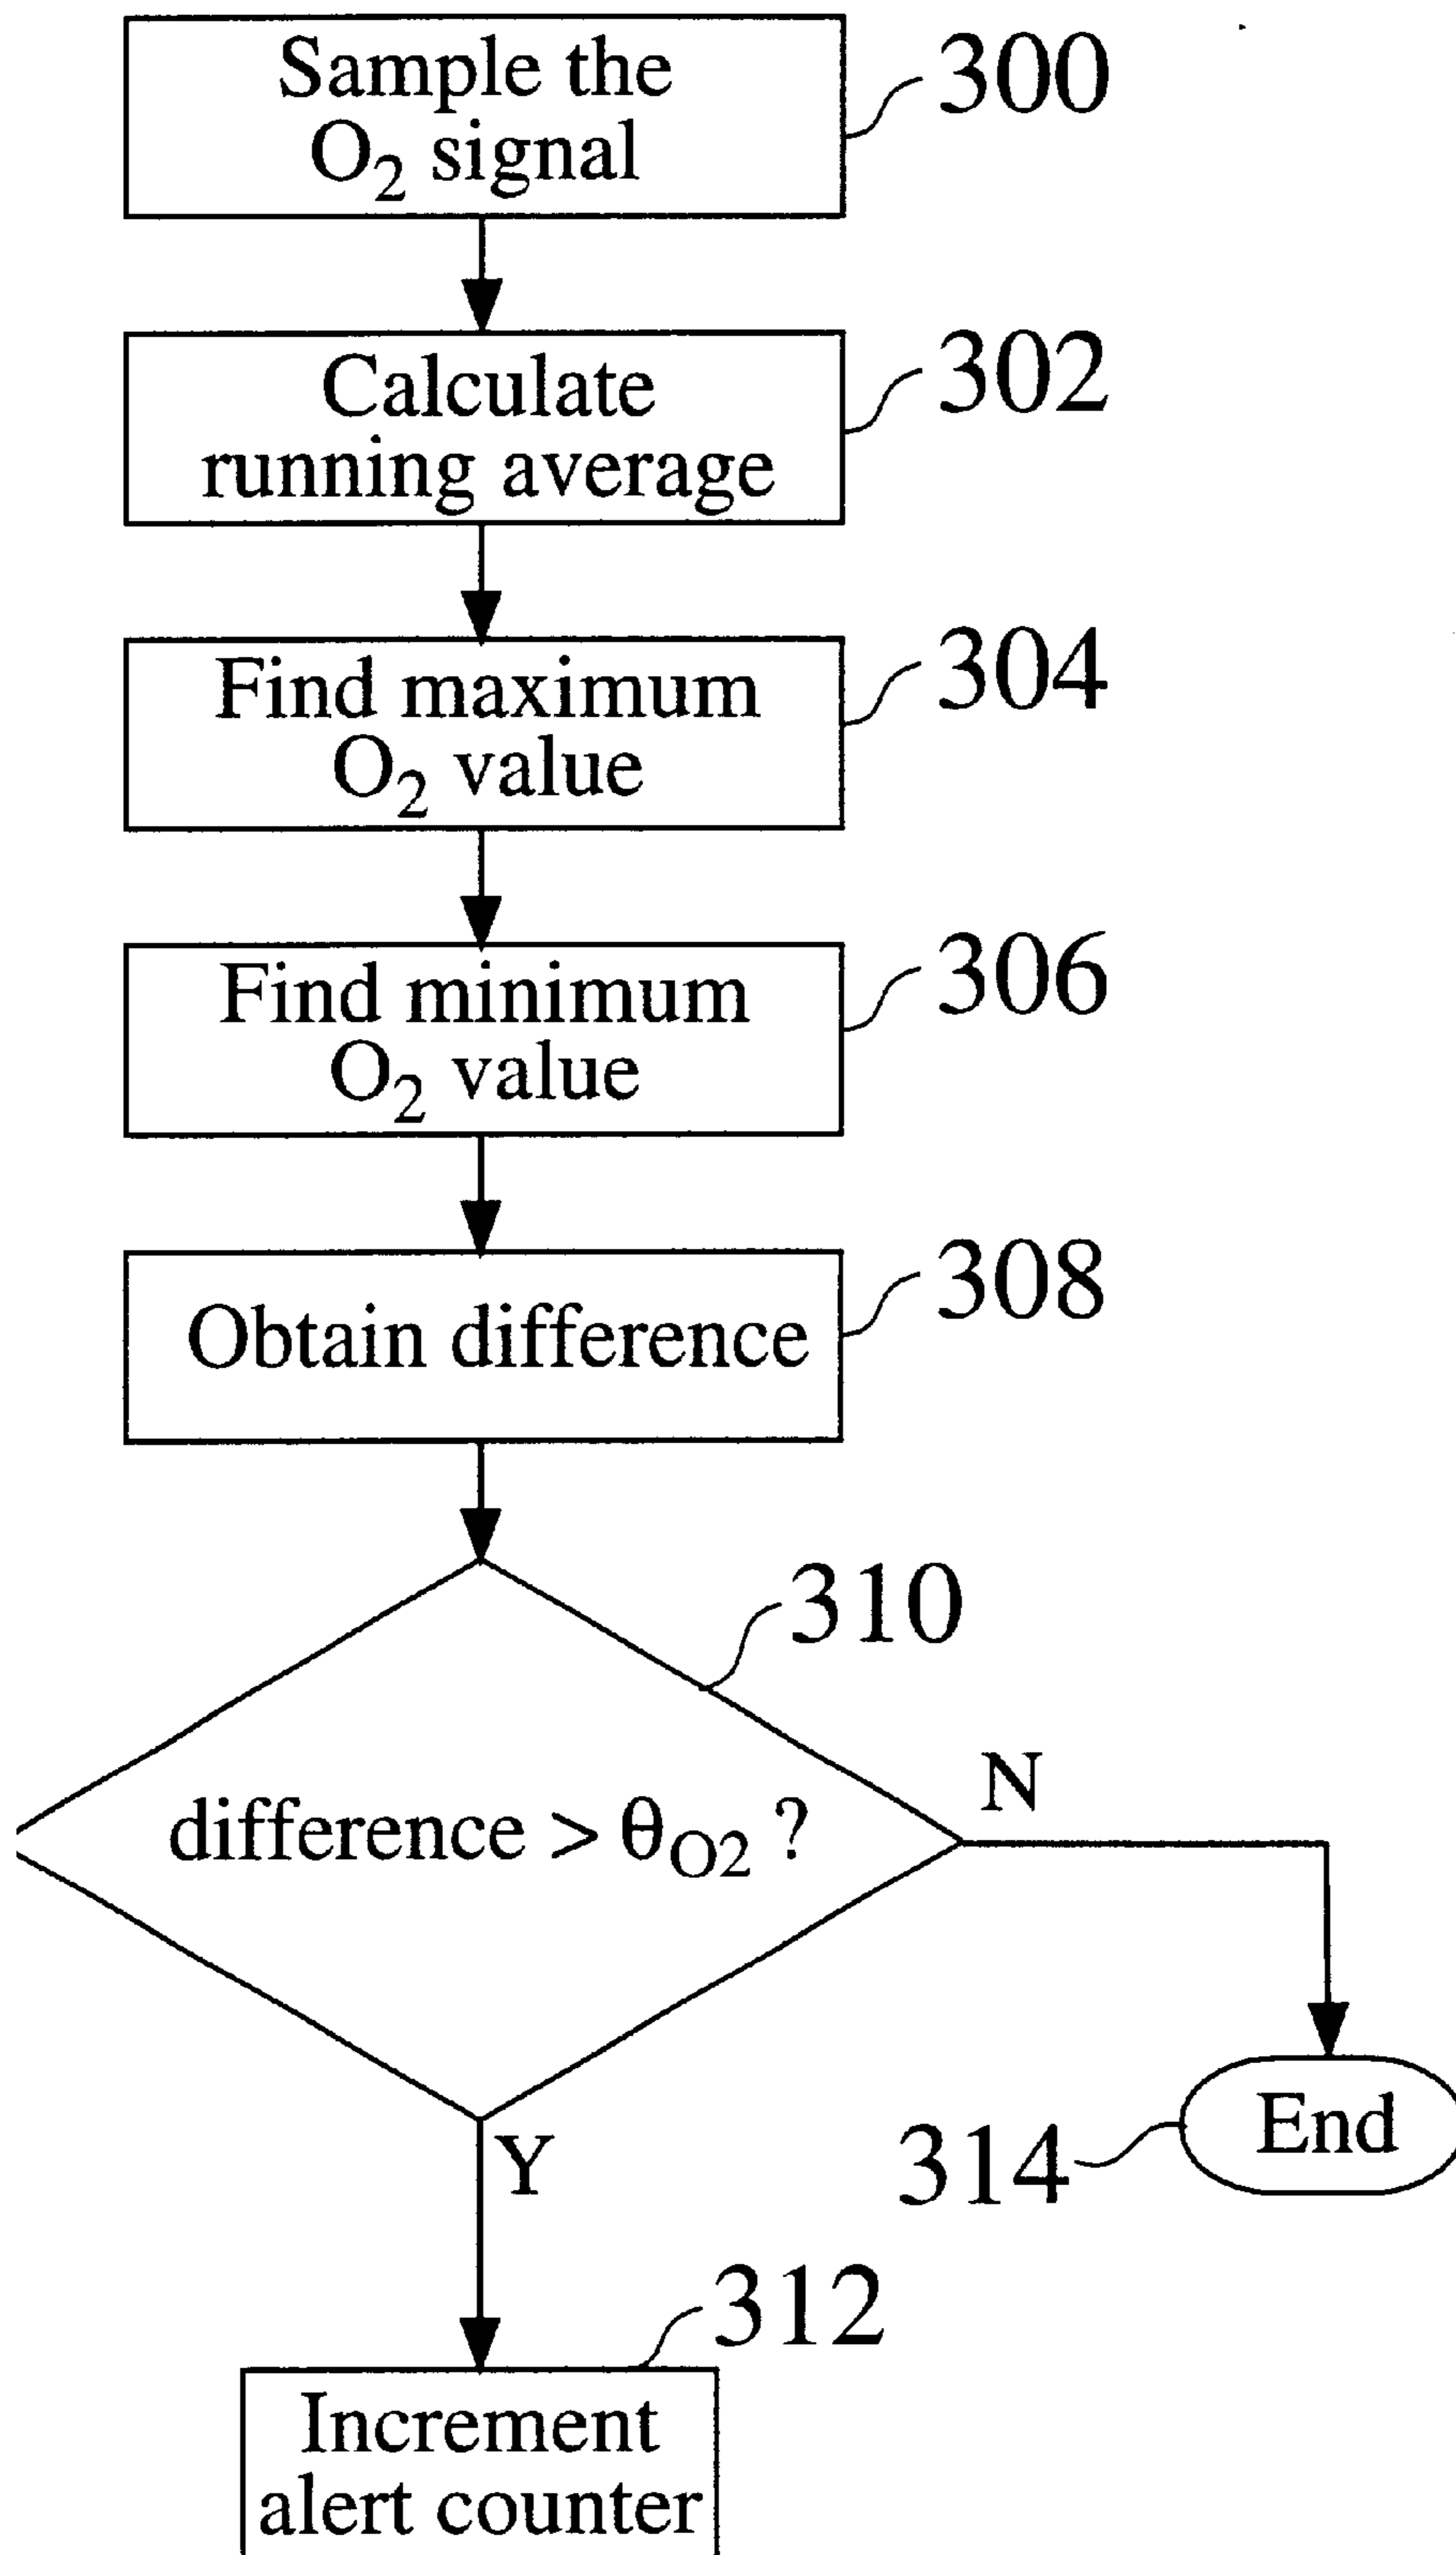 Sample the
O₂ signal
300
Calculate
running average
302
Find maximum
O₂ value
304
Find minimum
O₂ value
306
Obtain difference
308
310
difference > θO2 ?
N
Y
End
314
312
Increment
alert counter